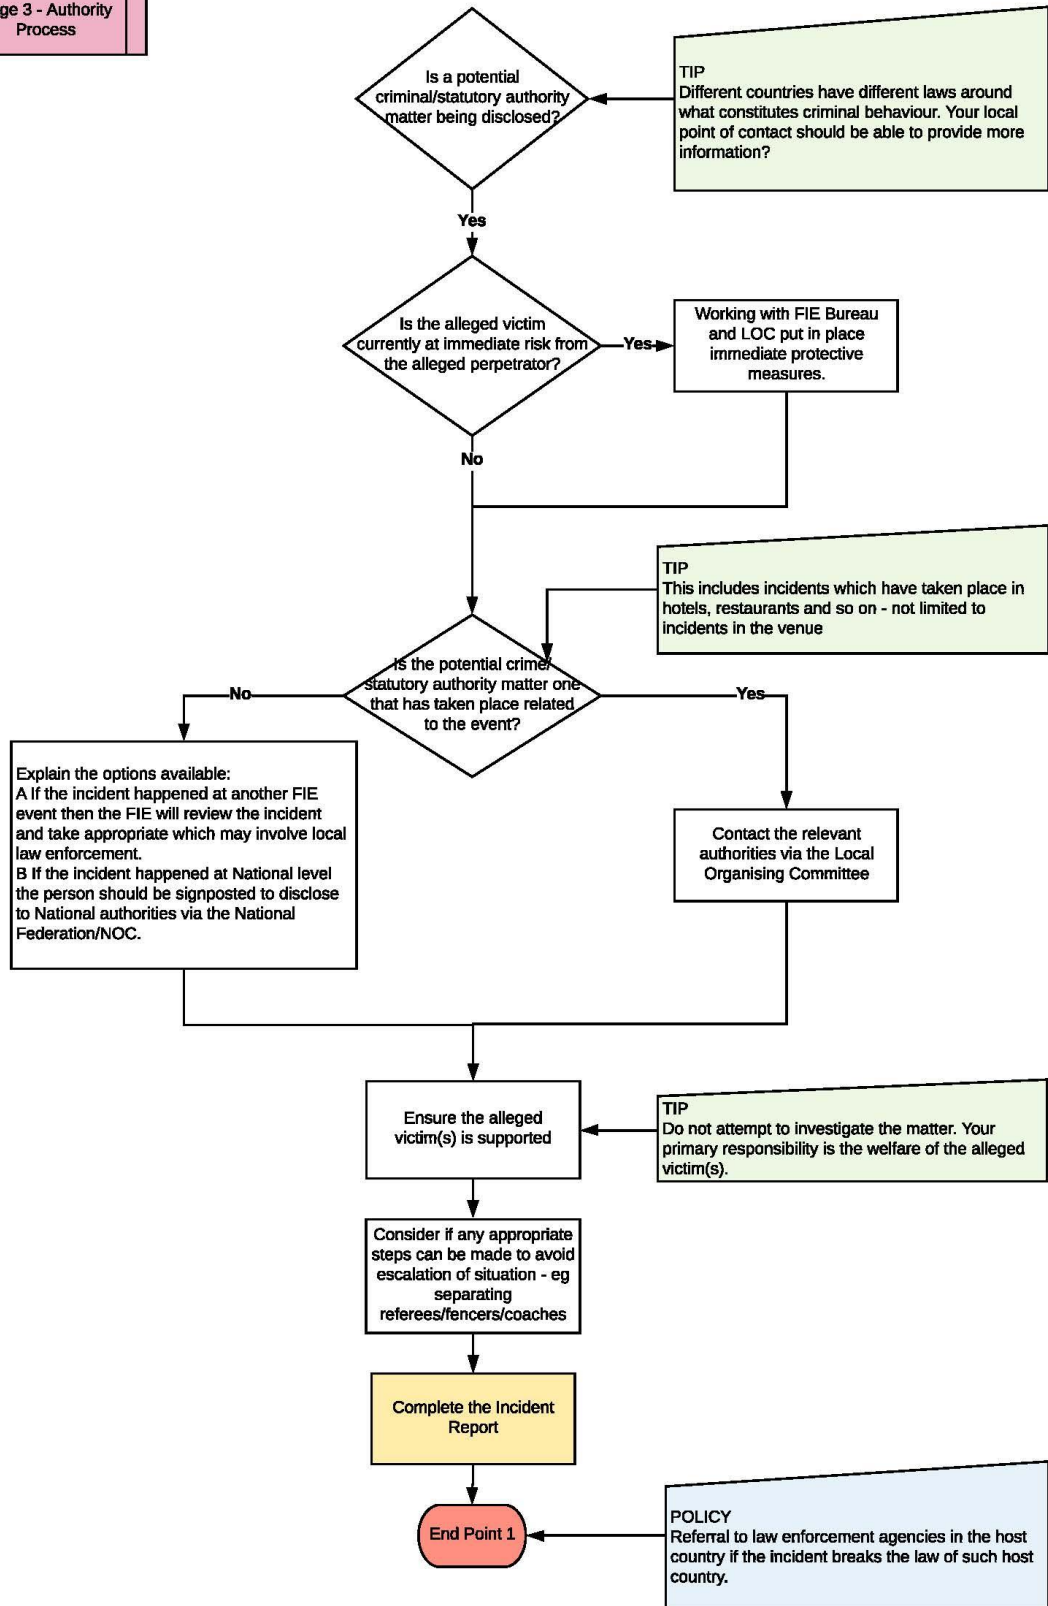 ge 3 - Authority
Process
Is a potential
criminal/statutory authority
matter being disclosed?
TIP
Different countries have different laws around
what constitutes criminal behaviour. Your local
point of contact should be able to provide more
information?
Yes
Is the alleged victim
currently at immediate risk from
the alleged perpetrator?
Yes
Working with FIE Bureau
and LOC put in place
immediate protective
measures.
No
TIP
This includes incidents which have taken place in
hotels, restaurants and so on - not limited to
incidents in the venue
Is the potential crime/
statutory authority matter one
that has taken place related
to the event?
No
Yes
Explain the options available:
A If the incident happened at another FIE
event then the FIE will review the incident
and take appropriate which may involve local
law enforcement.
B If the incident happened at National level
the person should be signposted to disclose
to National authorities via the National
Federation/NOC.
Contact the relevant
authorities via the Local
Organising Committee
Ensure the alleged
victim(s) is supported
TIP
Do not attempt to investigate the matter. Your
primary responsibility is the welfare of the alleged
victim(s).
Consider if any appropriate
steps can be made to avoid
escalation of situation - eg
separating
referees/fencers/coaches
Complete the Incident
Report
End Point 1
POLICY
Referral to law enforcement agencies in the host
country if the incident breaks the law of such host
country.